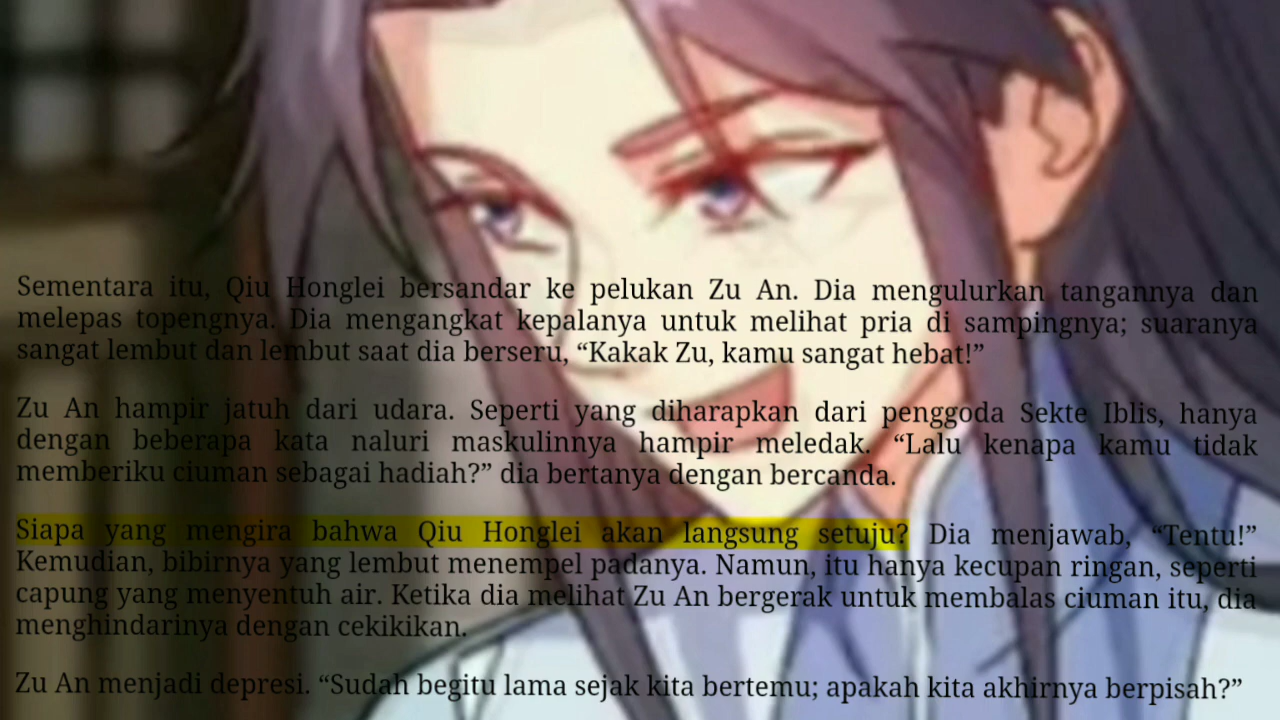 Sementara itu, Qiu Honglei bersandar ke pelukan Zu An. Dia mengulurkan tangannya dan
melepas topengnya. Dia mengangkat kepalanya untuk melihat pria di sampingnya; suaranya
sangat lembut dan lembut saat dia berseru, “Kakak Zu, kamu sangat hebat!”
Zu An hampir jatuh dari udara. Seperti yang diharapkan dari penggoda Sekte Iblis, hanya
dengan beberapa kata naluri maskulinnya hampir meledak. “Lalu kenapa kamu tidak
memberiku ciuman sebagai hadiah?” dia bertanya dengan bercanda.
Siapa yang mengira bahwa Qiu Honglei akan langsung setuju? Dia menjawab, “Tentu!”
Kemudian, bibirnya yang lembut menempel padanya. Namun, itu hanya kecupan ringan, seperti
capung yang menyentuh air. Ketika dia melihat Zu An bergerak untuk membalas ciuman itu, dia
menghindarinya dengan cekikikan.
Zu An menjadi depresi. “Sudah begitu lama sejak kita bertemu; apakah kita akhirnya berpisah?”